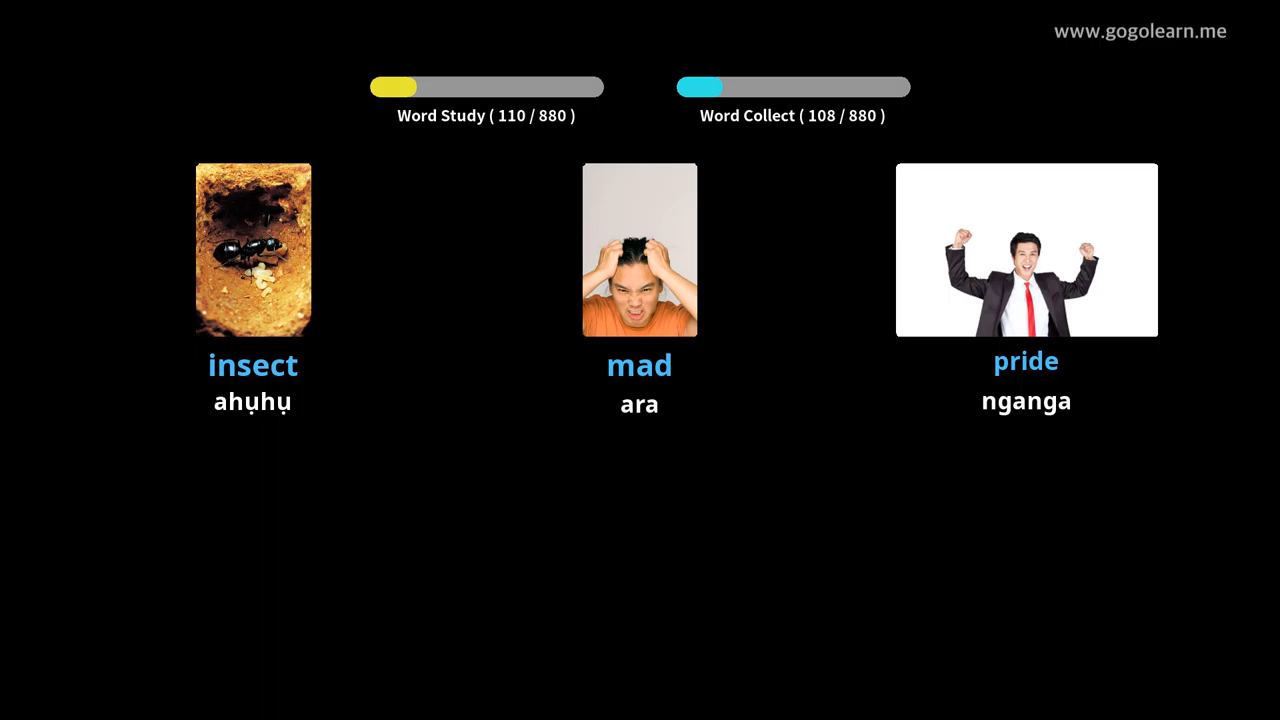 www.gogolearn.me
Word Study ( 110 / 880 )
Word Collect ( 108 / 880 )
insect
ahụhụ
mad
ara
pride
nganga